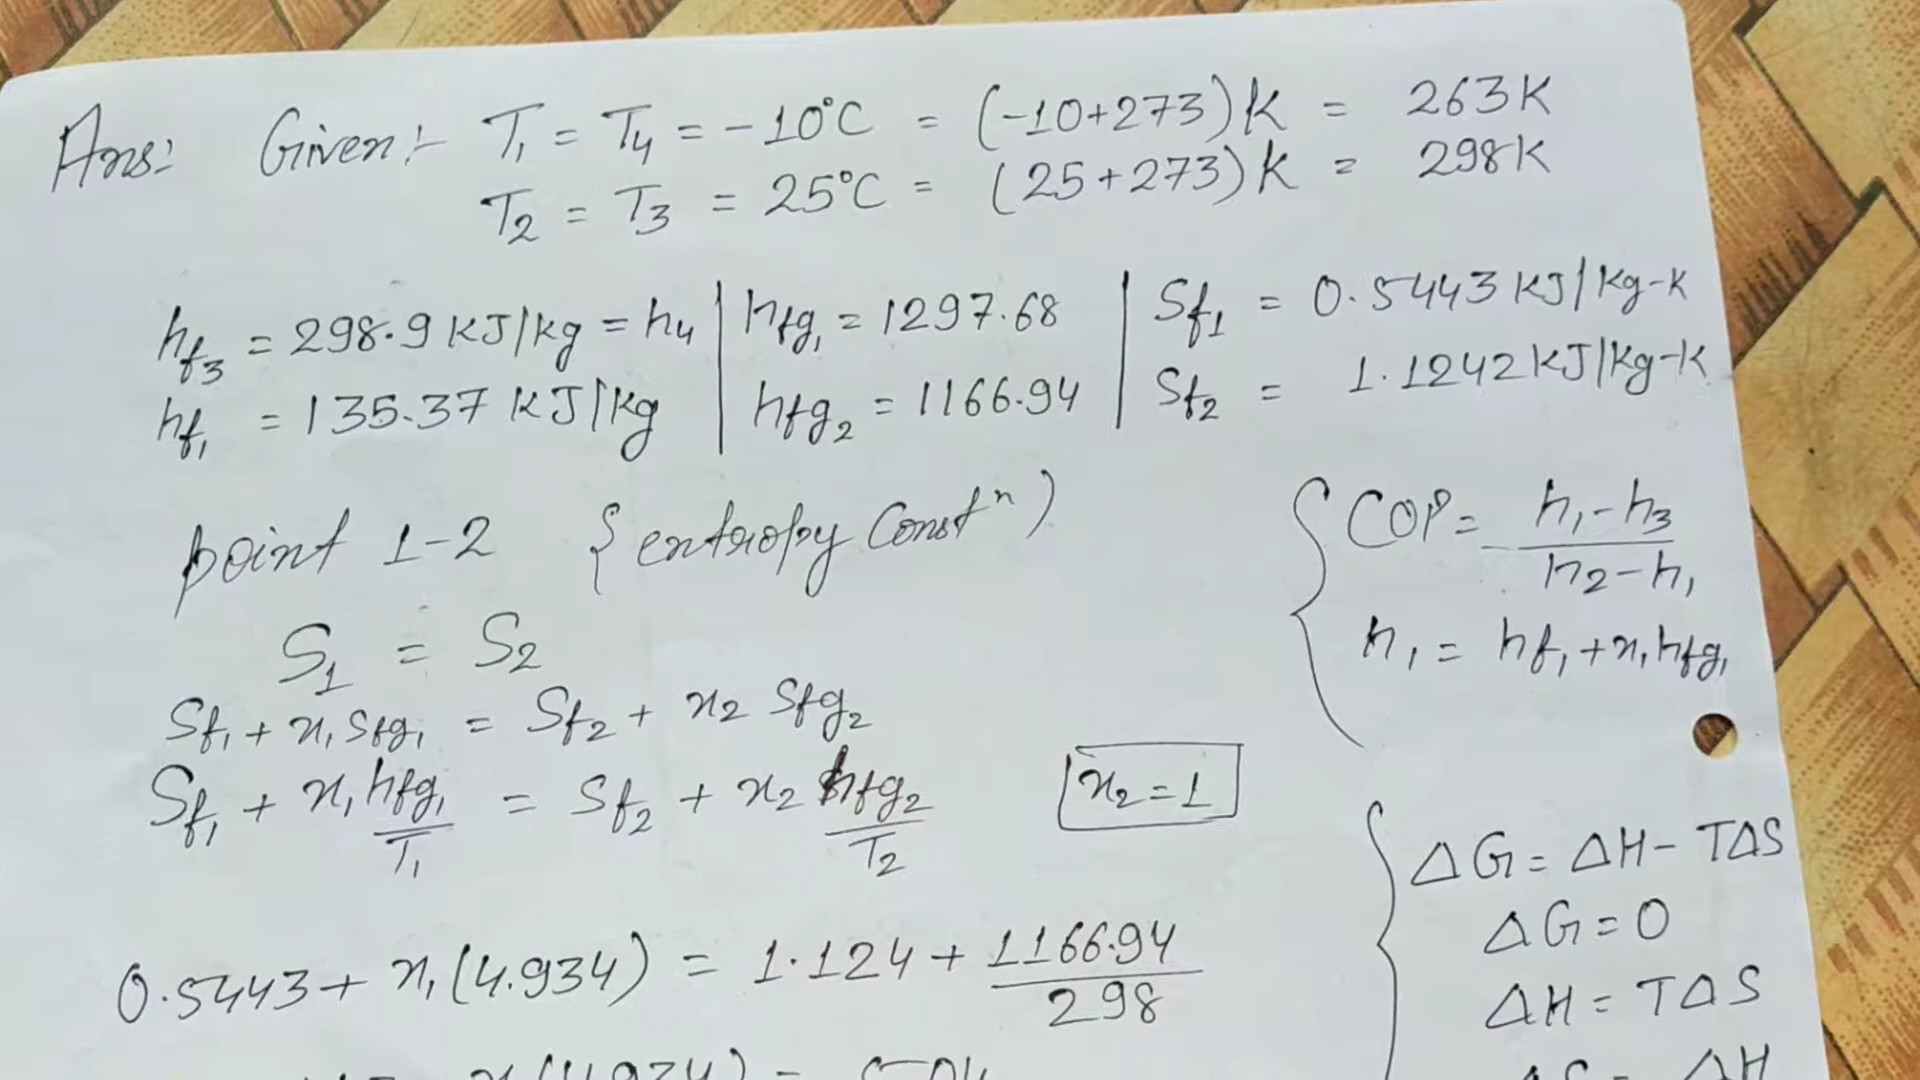 Ans: Given:- T₁ = T₄ = -10°C = (-10+273)K = 263K
T₂ = T₃ = 25°C = (25+273)K = 298K
hf₃ = 298.9 KJ/kg = h₄ | hfg₁ = 1297.68 | Sf₁ = 0.5443 KJ/kg-K
hf₁ = 135.37 KJ/kg | hfg₂ = 1166.94 | Sf₂ = 1.1242 KJ/kg-K
point 1-2 {entropy Constⁿ)
S₁ = S₂
Sf₁ + x₁ Sfg₁ = Sf₂ + x₂ Sfg₂
Sf₁ + x₁ hfg₁/T₁ = Sf₂ + x₂ hfg₂/T₂
x₂ = 1
0.5443 + x₁(4.934) = 1.124 + 1166.94/298
COP = h₁-h₃/h₂-h₁
h₁ = hf₁ + x₁hfg₁
ΔG = ΔH - TΔS
ΔG = 0
ΔH = TΔS